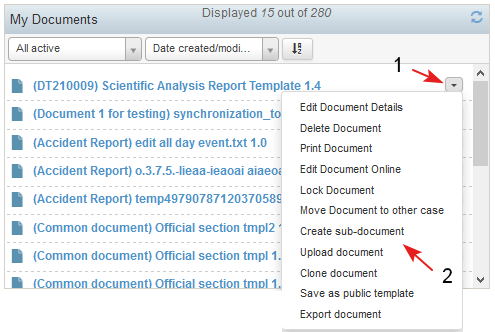 My Documents
Displayed 15 out of 280
All active
Date created/modi...
A
Z
1
(DT210009) Scientific Analysis Report Template 1.4
(Document 1 for testing) synchronization_to
(Accident Report) edit all day event.txt 1.0
(Accident Report) o.3.7.5.-lieaa-ieaoai aiaeoa
(Accident Report) temp49790787120370589
(Common document) Official section tmpl2 1
(Common document) Official section tmpl 1.
(Common document) Official section tmpl 1.
Edit Document Details
Delete Document
Print Document
Edit Document Online
Lock Document
Move Document to other case
Create sub-document
Upload document
Clone document
Save as public template
Export document
2